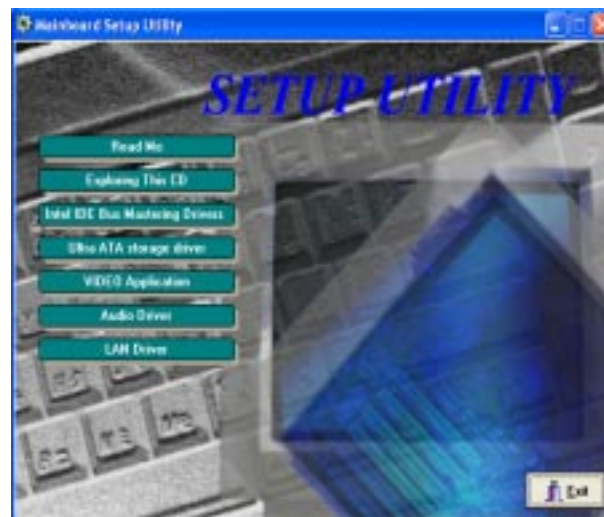 Mainboard Setup Utility
SETUP UTILITY
Read Me
Exploring This CD
Intel IDE Bus Mastering Drivers
Ultra ATA storage driver
VIDEO Application
Audio Driver
LAN Driver
Exit